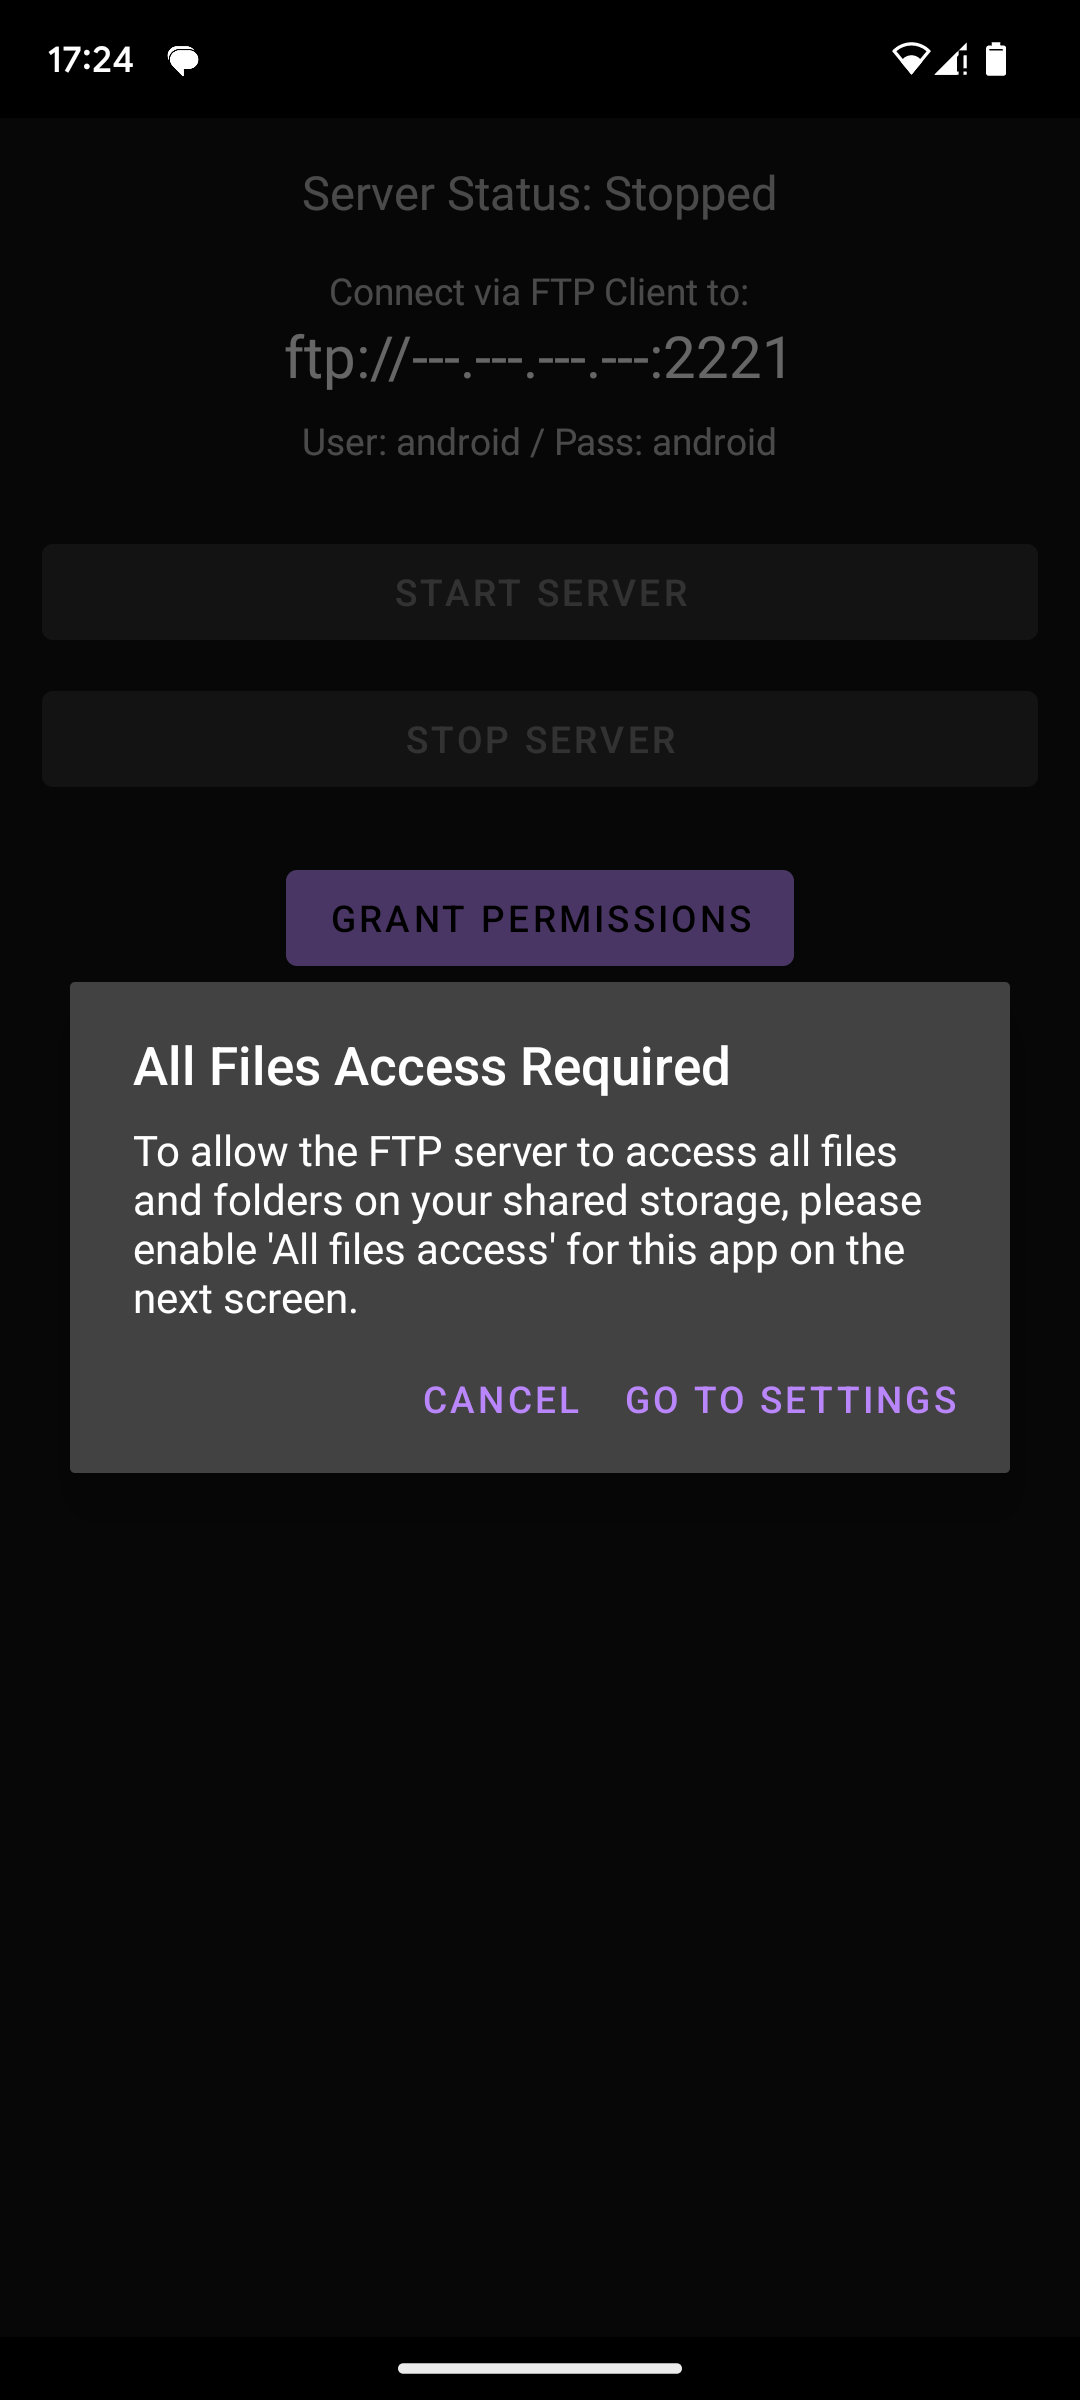 17:24
Server Status: Stopped
Connect via FTP Client to:
ftp://---.---.---.---:2221
User: android / Pass: android
START SERVER
STOP SERVER
GRANT PERMISSIONS
All Files Access Required
To allow the FTP server to access all files
and folders on your shared storage, please
enable 'All files access' for this app on the
next screen.
CANCEL GO TO SETTINGS